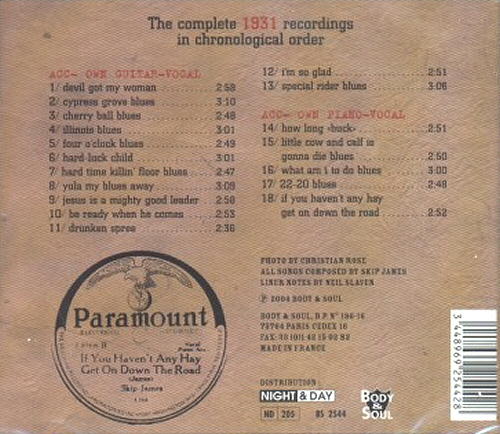 The complete 1931 recordings
in chronological order
ACC- OWN GUITAR-VOCAL
1/ devil got my woman 2:58
2/ cypress grove blues 3:10
3/ cherry ball blues 2:48
4/ illinois blues 3:01
5/ four o'clock blues 2:49
6/ hard-luck child 3:01
7/ hard time killin' floor blues 2:47
8/ yula my blues away 3:09
9/ jesus is a mighty good leader 2:50
10/ be ready when he comes 2:53
11/ drunken spree 2:36
12/ i'm so glad 2:51
13/ special rider blues 3:06
ACC- OWN PIANO-VOCAL
14/ how long «buck» 2:51
15/ little cow and calf is
gonna die blues 2:50
16/ what am i to do blues 3:00
17/ 22-20 blues 2:48
18/ if you haven't any hay
get on down the road 2:52
PHOTO BY CHRISTIAN ROSE
ALL SONGS COMPOSED BY SKIP JAMES
LINER NOTES BY NEIL SLAVEN
℗ 2004 BODY & SOUL
BODY & SOUL, B.P. N° 196-16
75764 PARIS CEDEX 16
MADE IN FRANCE
DISTRIBUTION:
NIGHT & DAY
ND 205 BS 2544
BODY & SOUL
Paramount
If You Haven't Any Hay
Get On Down The Road
(James)
Skip James
3448969254428